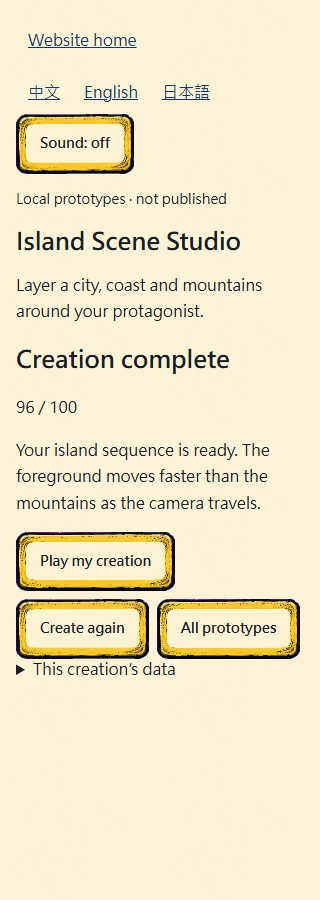 Website home
中文 English 日本語
Sound: off
Local prototypes · not published
Island Scene Studio
Layer a city, coast and mountains
around your protagonist.
Creation complete
96 / 100
Your island sequence is ready. The
foreground moves faster than the
mountains as the camera travels.
Play my creation
Create again All prototypes
This creation's data